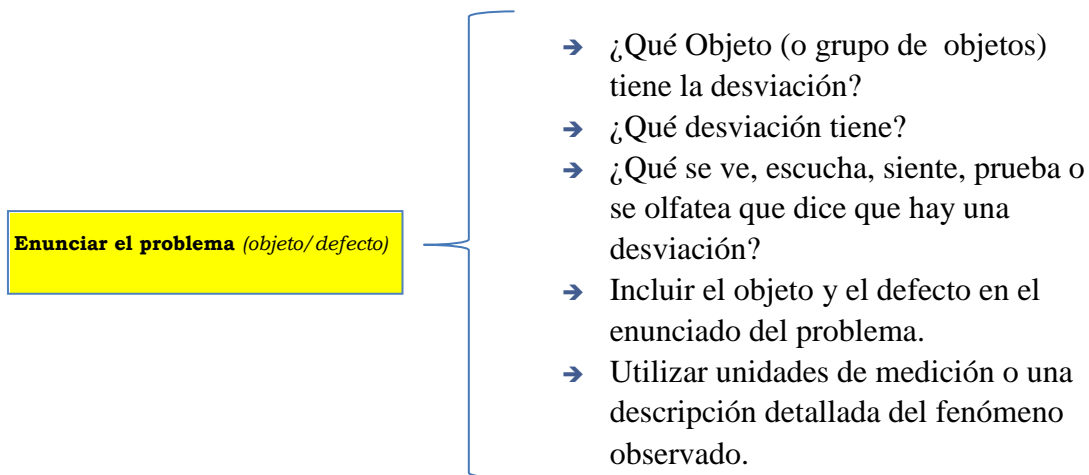 Enunciar el problema (objeto/defecto)
➔ ¿Qué Objeto (o grupo de objetos)
tiene la desviación?
➔ ¿Qué desviación tiene?
➔ ¿Qué se ve, escucha, siente, prueba o
se olfatea que dice que hay una
desviación?
➔ Incluir el objeto y el defecto en el
enunciado del problema.
➔ Utilizar unidades de medición o una
descripción detallada del fenómeno
observado.